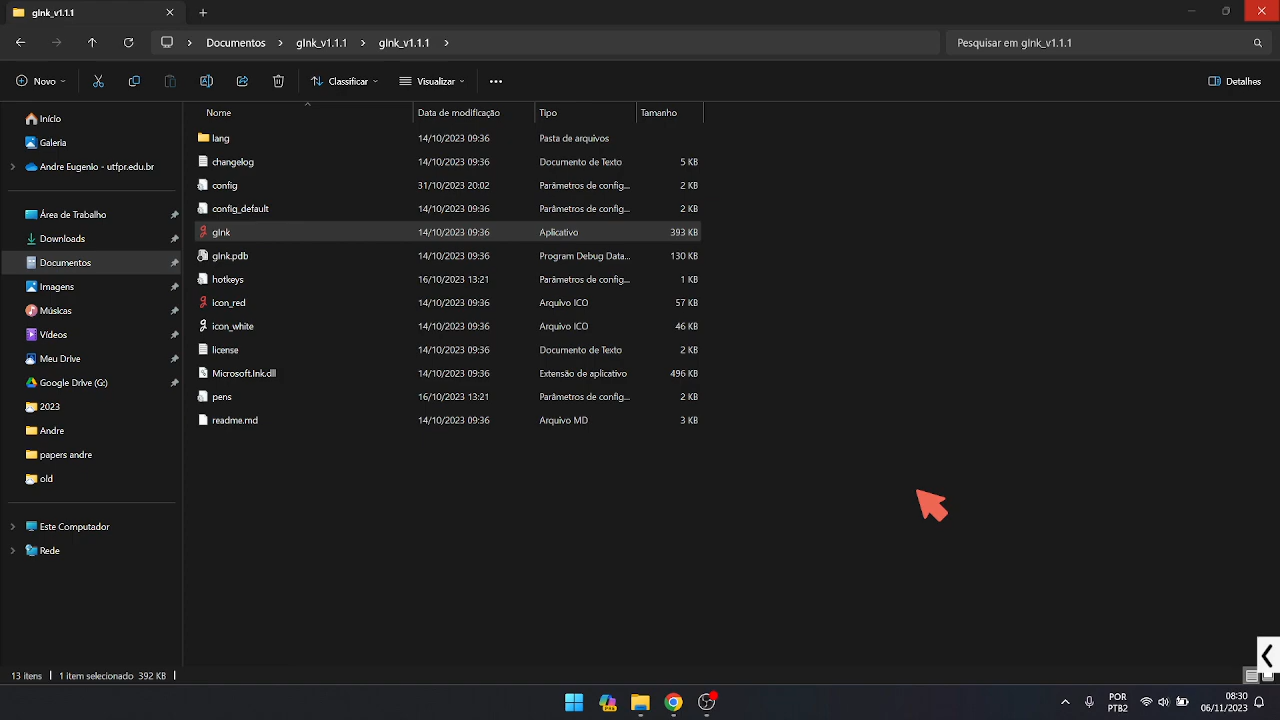 gInk_v1.1.1
Documentos > gInk_v1.1.1 > gInk_v1.1.1 >
Pesquisar em gInk_v1.1.1
Novo
Classificar
Visualizar
Detalhes
Nome Data de modificação Tipo Tamanho
lang 14/10/2023 09:36 Pasta de arquivos
changelog 14/10/2023 09:36 Documento de Texto 5 KB
config 31/10/2023 20:02 Parâmetros de config... 2 KB
config_default 14/10/2023 09:36 Parâmetros de config... 2 KB
gInk 14/10/2023 09:36 Aplicativo 393 KB
gInk.pdb 14/10/2023 09:36 Program Debug Data... 130 KB
hotkeys 16/10/2023 13:21 Parâmetros de config... 1 KB
icon_red 14/10/2023 09:36 Arquivo ICO 57 KB
icon_white 14/10/2023 09:36 Arquivo ICO 46 KB
license 14/10/2023 09:36 Documento de Texto 2 KB
Microsoft.Ink.dll 14/10/2023 09:36 Extensão de aplicativo 496 KB
pens 16/10/2023 13:21 Parâmetros de config... 2 KB
readme.md 14/10/2023 09:36 Arquivo MD 3 KB
Início
Galeria
Andre Eugenio - utfpr.edu.br
Área de Trabalho
Downloads
Documentos
Imagens
Músicas
Vídeos
Meu Drive
Google Drive (G:)
2023
Andre
papers andre
old
Este Computador
Rede
13 itens 1 item selecionado 392 KB
POR
PTB2
08:30
06/11/2023